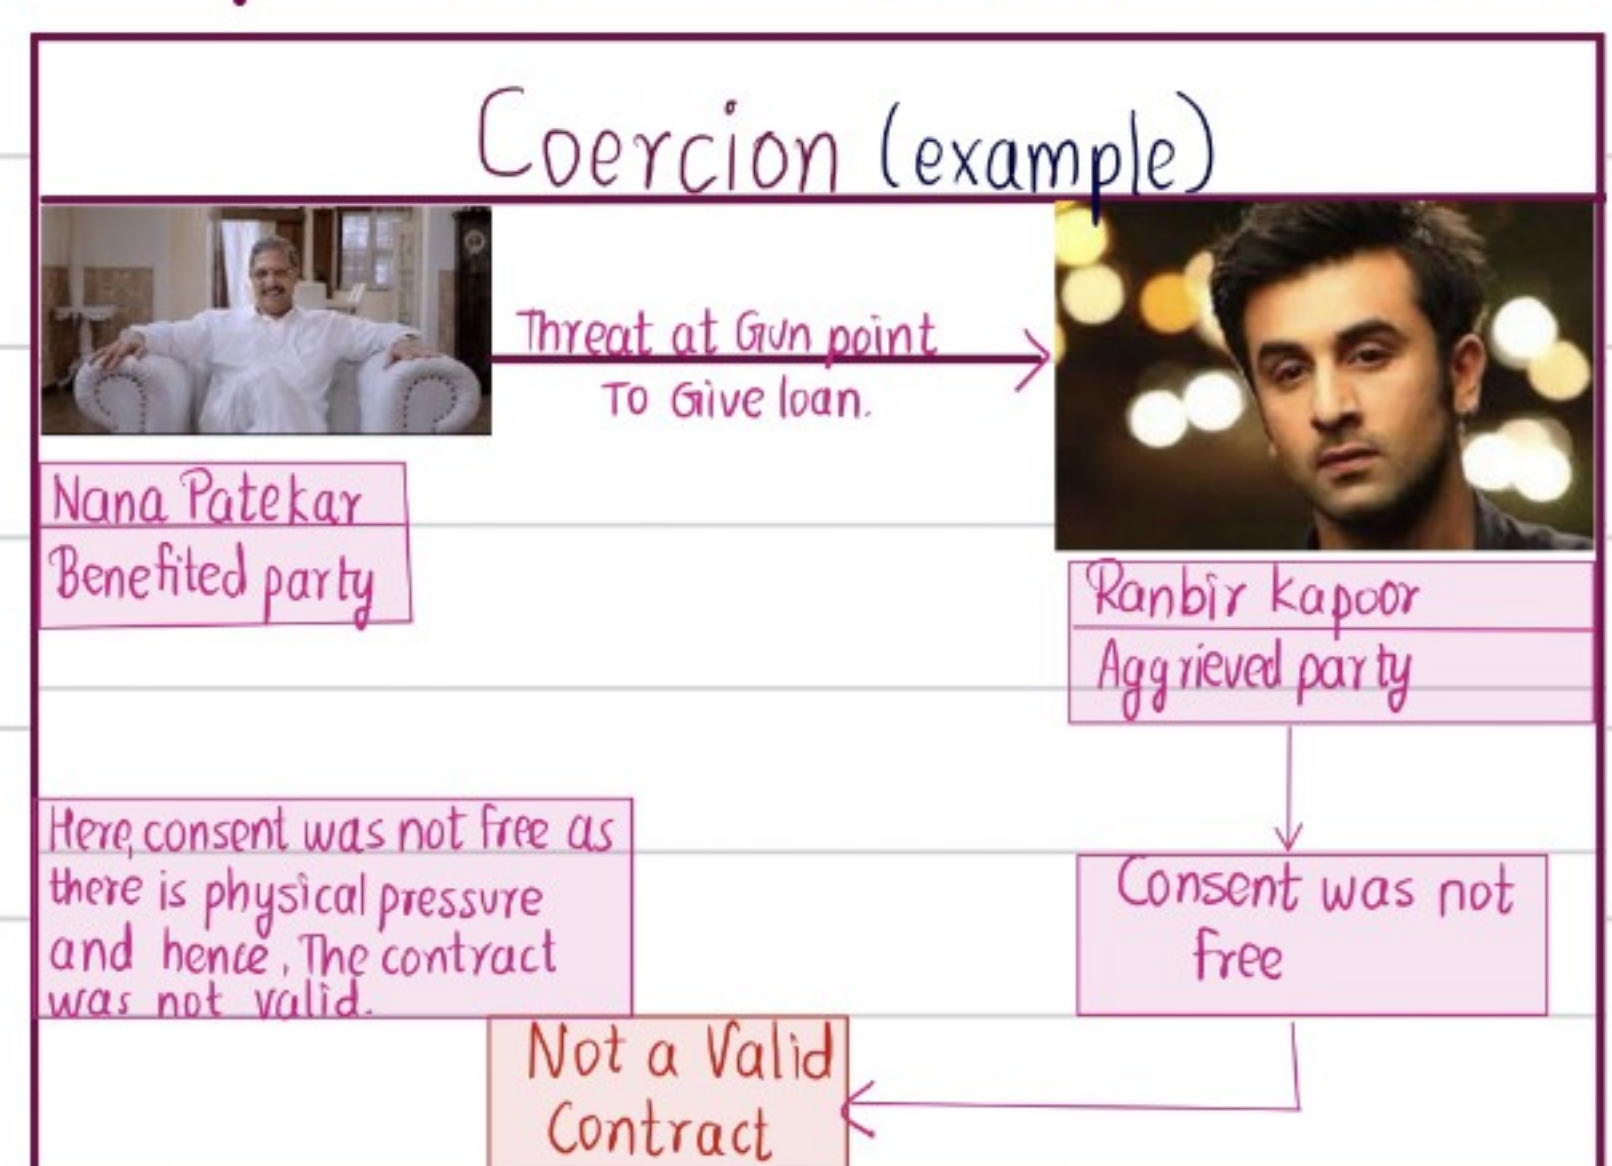 Coercion (example)
Threat at Gun point
To Give loan.
Nana Patekar
Benefited party
Ranbir kapoor
Aggrieved party
Here, consent was not free as
there is physical pressure
and hence, The contract
was not valid.
Consent was not
free
Not a Valid
Contract